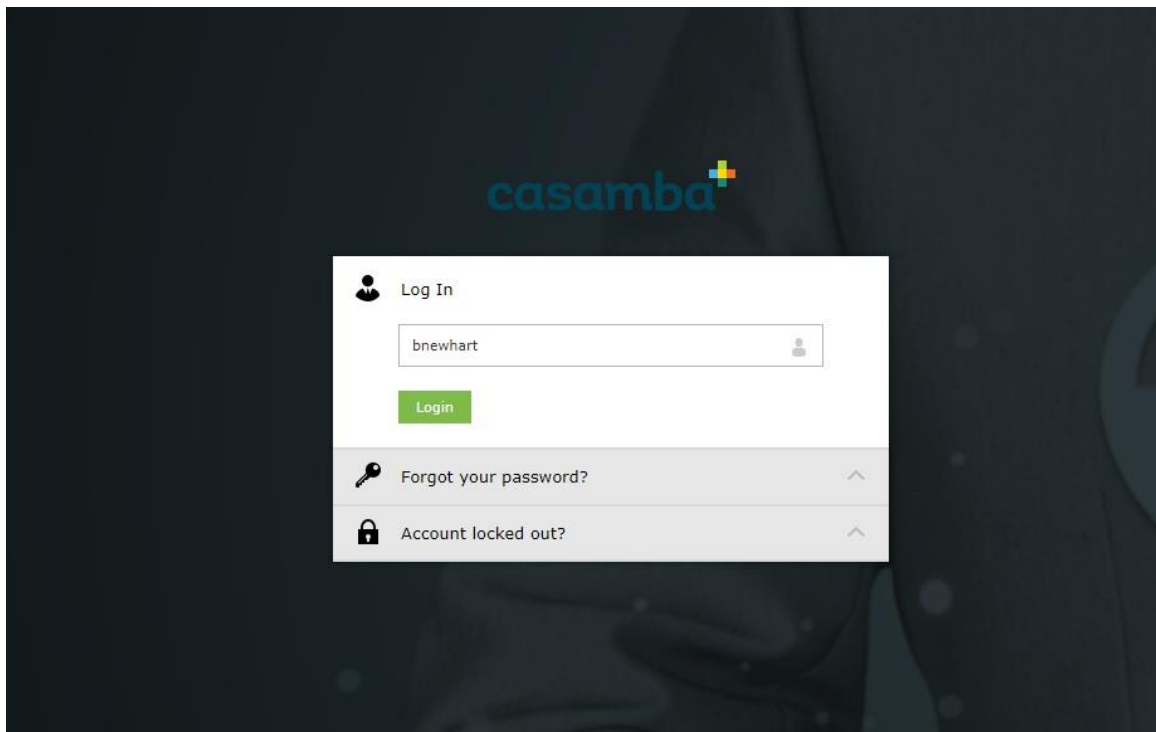 casamba
Log In
bnewhart
Login
Forgot your password?
Account locked out?